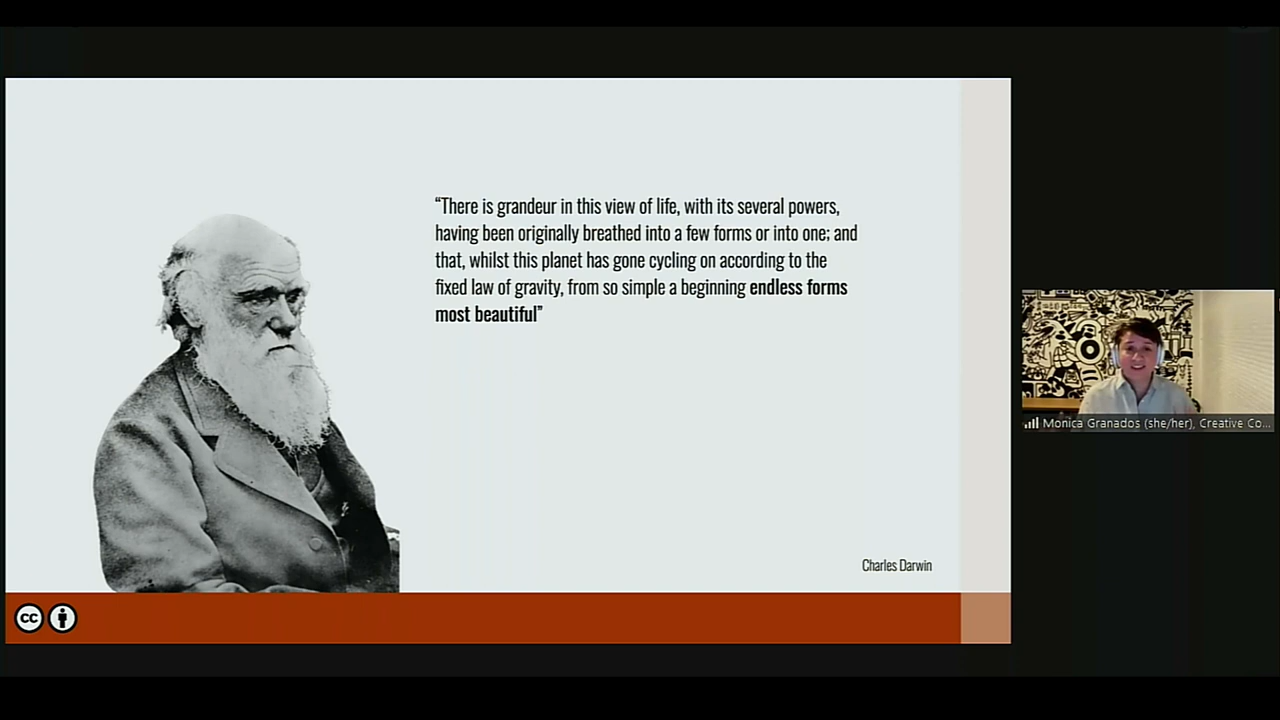 “There is grandeur in this view of life, with its several powers,
having been originally breathed into a few forms or into one; and
that, whilst this planet has gone cycling on according to the
fixed law of gravity, from so simple a beginning endless forms
most beautiful”
Charles Darwin
cc
Monica Granados (she/her), Creative Co...